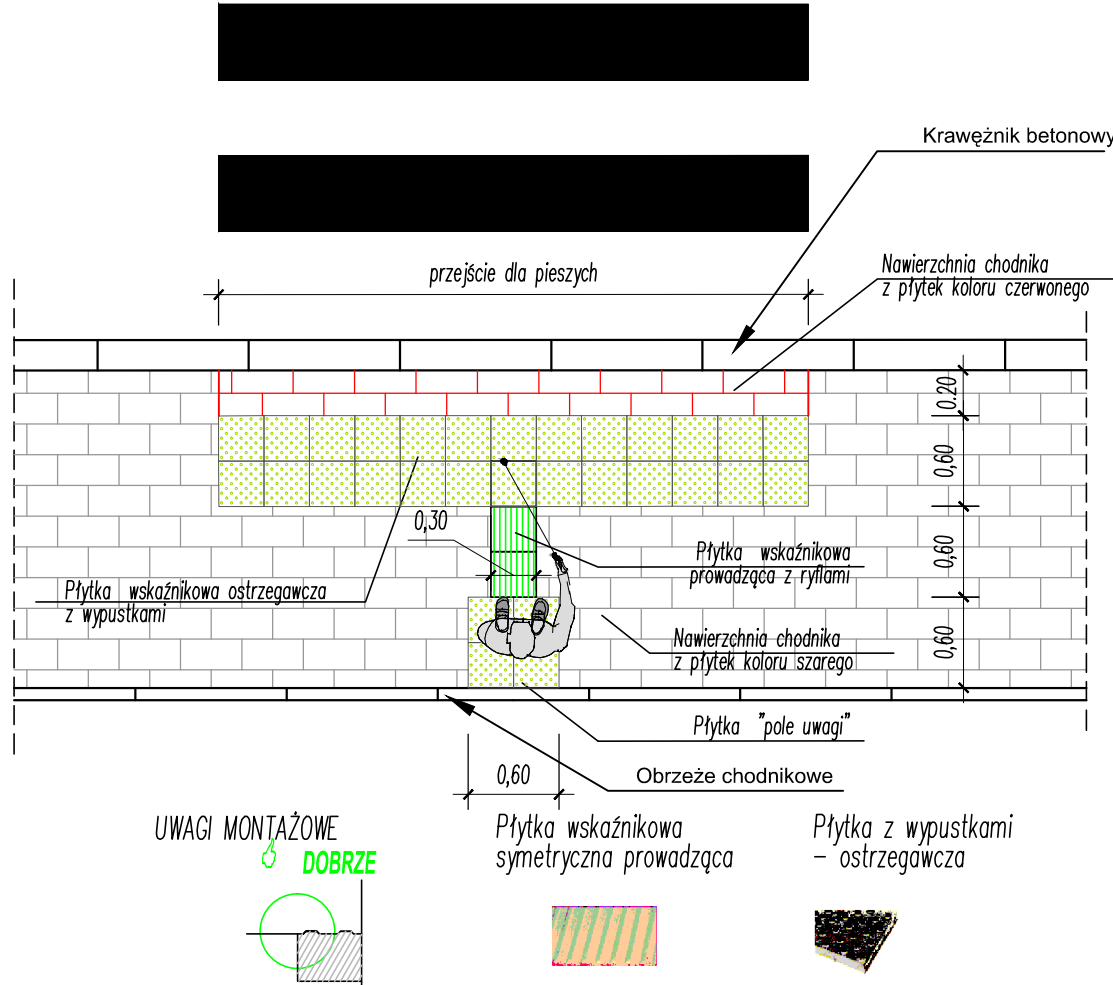 Krawężnik betonowy
przejście dla pieszych
Nawierzchnia chodnika
z płytek koloru czerwonego
0.20
0,60
0,30
Płytka wskaźnikowa
prowadząca z ryflami
0,60
Płytka wskaźnikowa ostrzegawcza
z wypustkami
Nawierzchnia chodnika
z płytek koloru szarego
0,60
Płytka "pole uwagi"
0,60
Obrzeże chodnikowe
UWAGI MONTAŻOWE
DOBRZE
Płytka wskaźnikowa
symetryczna prowadząca
Płytka z wypustkami
– ostrzegawcza